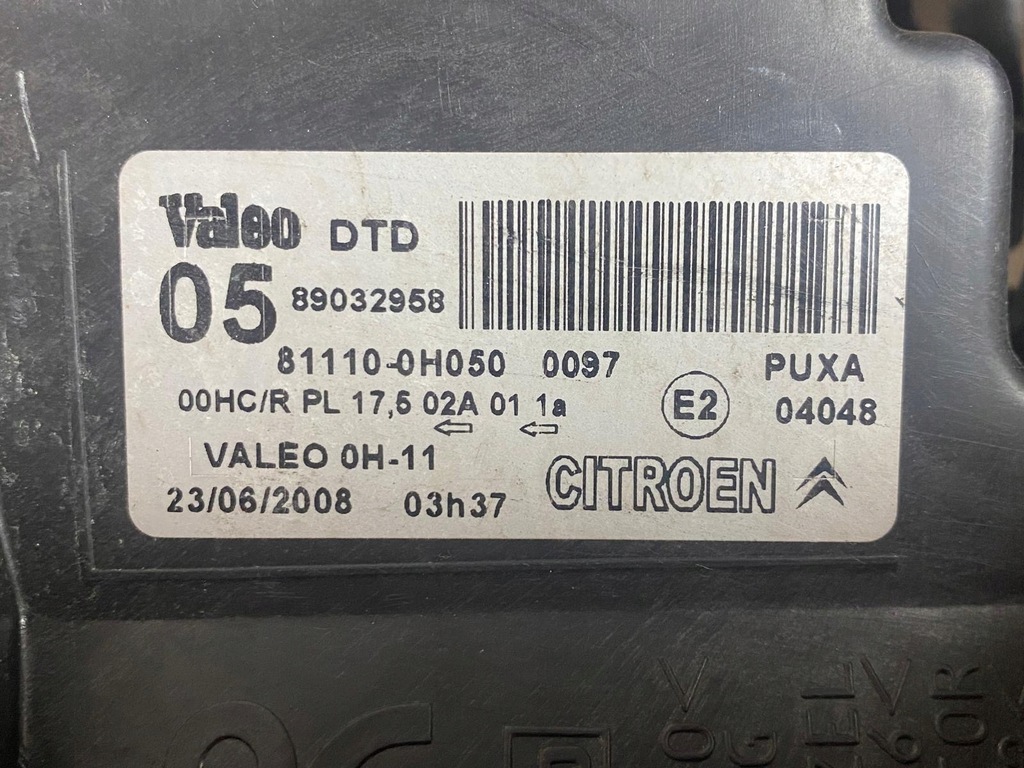 Valeo DTD
05 89032958
81110-0H050 0097 PUXA
00HC/R PL 17,5 02A 01 1a E2 04048
VALEO 0H-11
23/06/2008 03h37 CITROEN